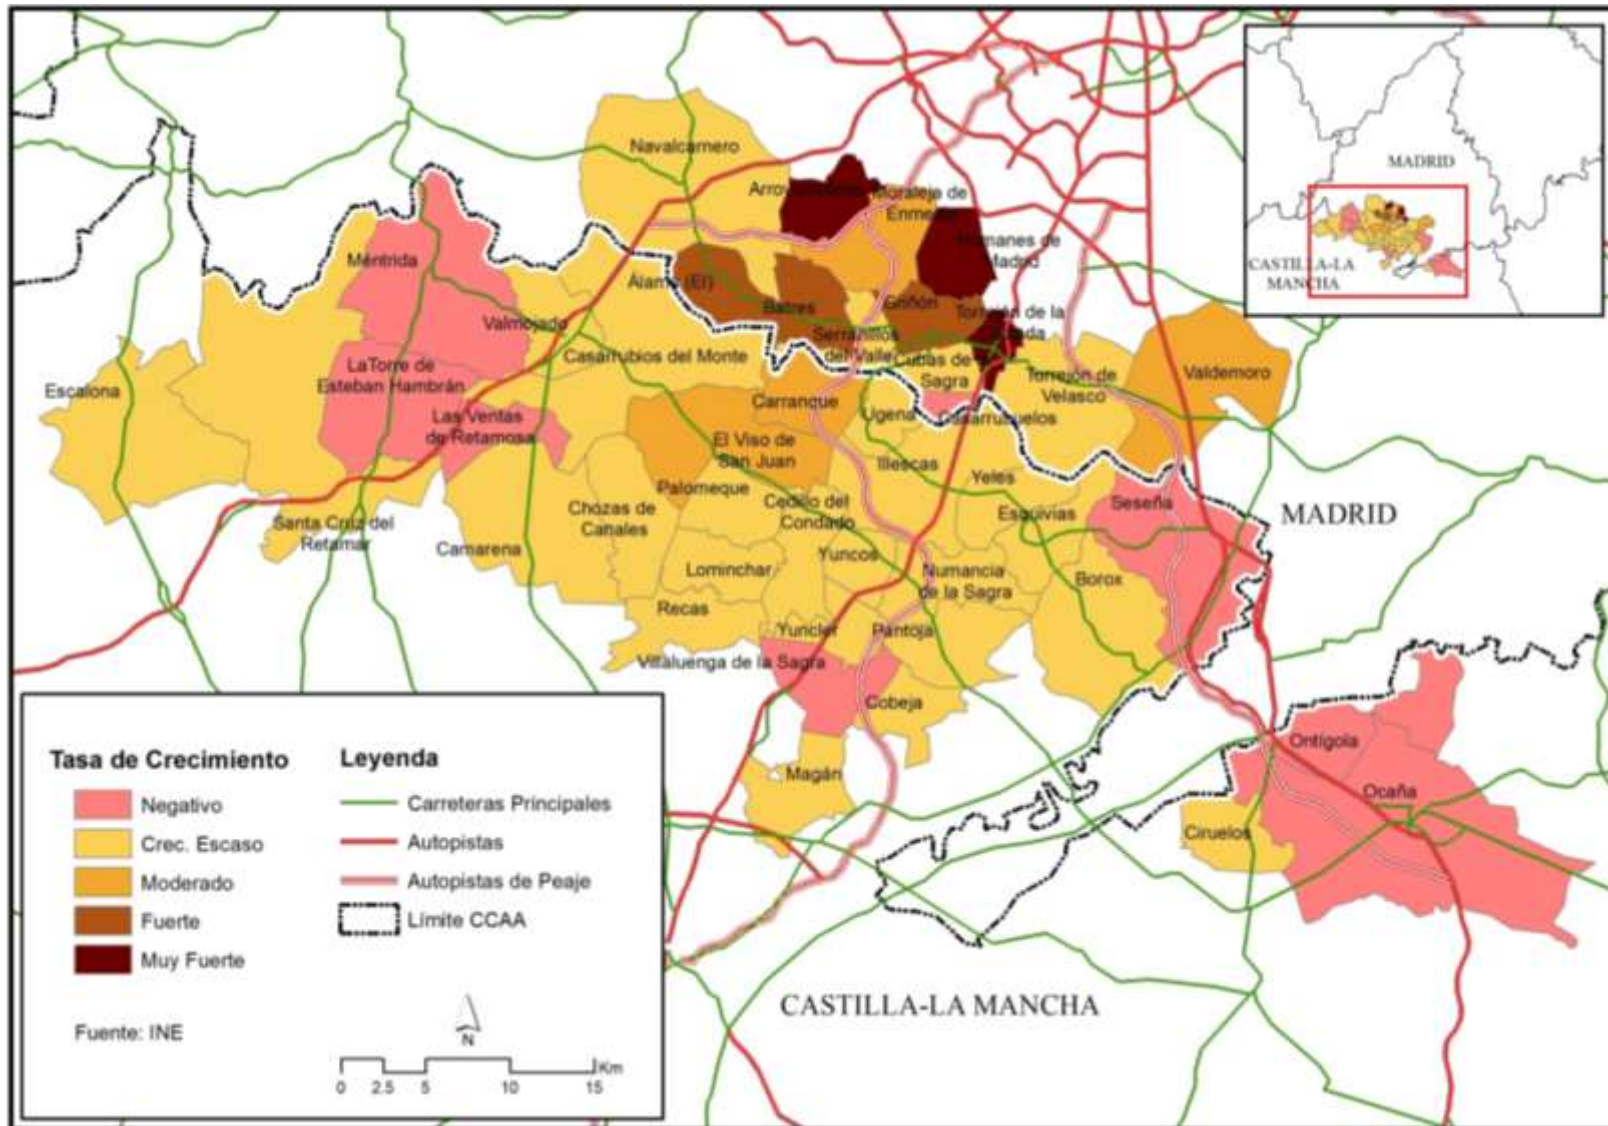 Navalcarnero
Moraleja de
Enmedio
Humanes de
Madrid
Méntrida
Álamo (El)
Batres
Griñón
Valmojado
Serranillos
del Valle
Casarrubios del Monte
Cubas de
Sagra
Torrejón de
Velasco
Valdemoro
LaTorre de
Esteban Hambrán
Escalona
Carranque
Ugena
Casarrubuelos
Las Ventas
de Retamosa
El Viso de
San Juan
Illescas
Yeles
Palomeque
Cedillo del
Condado
Chozas de
Canales
Esquivias
Seseña
Santa Cruz del
Retamar
Camarena
Yuncos
Lominchar
Numancia
de la Sagra
Borox
Recas
Yuncler
Pantoja
Villaluenga de la Sagra
Cobeja
Magán
Ontígola
Ocaña
Ciruelos
MADRID
CASTILLA-LA MANCHA
MADRID
CASTILLA-LA
MANCHA
Tasa de Crecimiento
Negativo
Crec. Escaso
Moderado
Fuerte
Muy Fuerte
Fuente: INE
Leyenda
Carreteras Principales
Autopistas
Autopistas de Peaje
Límite CCAA
N
0 2.5 5 10 15 Km